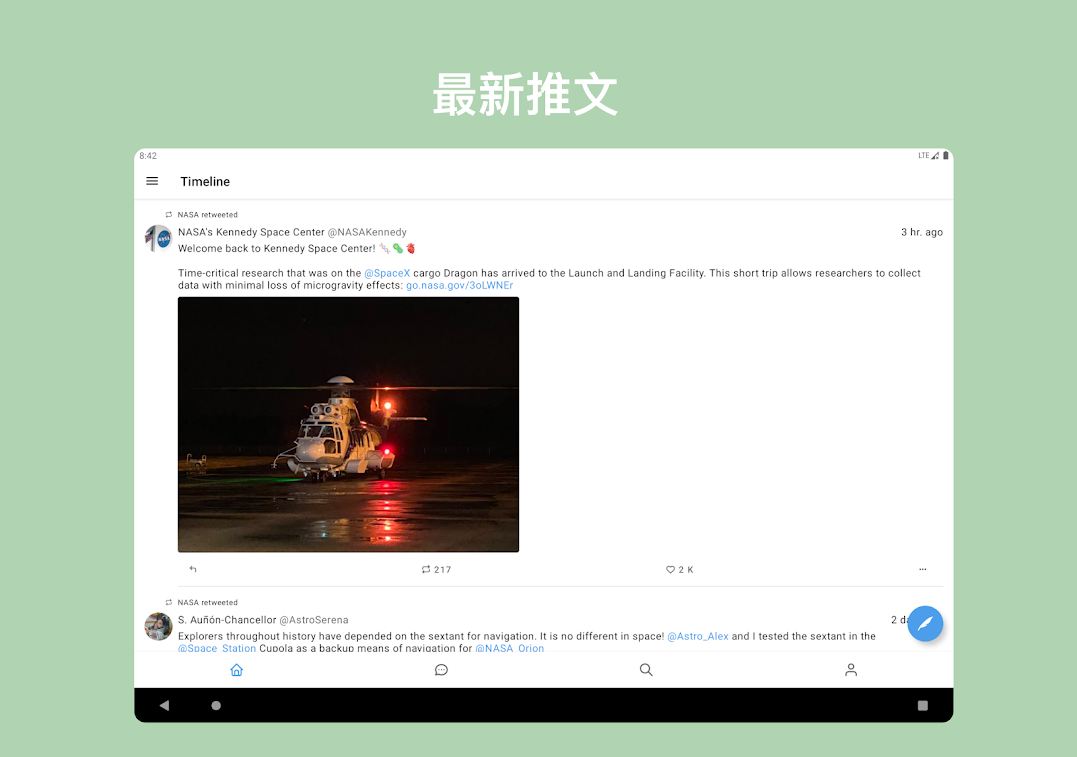 最新推文
8:42
LTE
Timeline
NASA retweeted
NASA's Kennedy Space Center @NASAKennedy
3 hr. ago
Welcome back to Kennedy Space Center! 🧬🦠🫀
Time-critical research that was on the @SpaceX cargo Dragon has arrived to the Launch and Landing Facility. This short trip allows researchers to collect
data with minimal loss of microgravity effects: go.nasa.gov/3oLWNEr
217
2 K
NASA retweeted
S. Auñón-Chancellor @AstroSerena
2
Explorers throughout history have depended on the sextant for navigation. It is no different in space! @Astro_Alex and I tested the sextant in the
@Space_Station Cupola as a backup means of navigation for @NASA_Orion